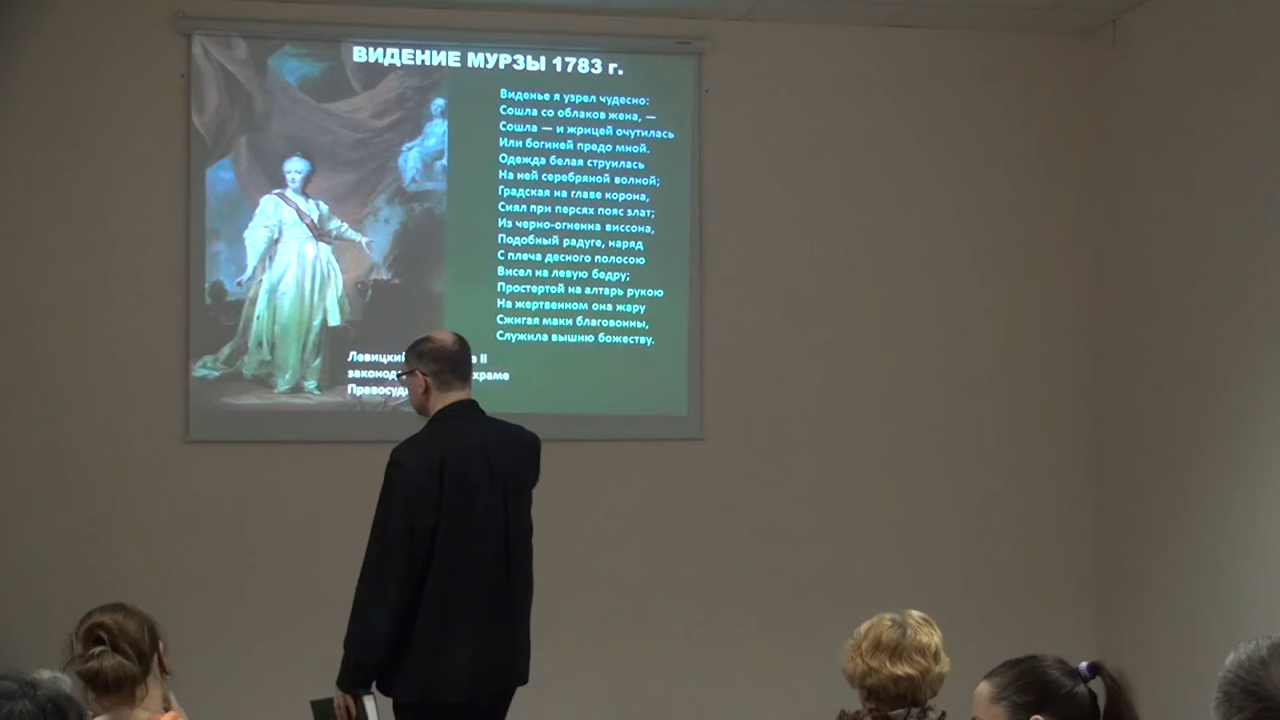 ВИДЕНИЕ МУРЗЫ 1783 г.
Виденье я узрел чудесно:
Сошла со облаков жена, —
Сошла — и жрицей очутилась
Или богиней предо мной.
Одежда белая струилась
На ней серебряной волной;
Градская на главе корона,
Сиял при персях пояс злат;
Из черно-огненна виссона,
Подобный радуге, наряд
С плеча десного полосою
Висел на левую бедру;
Простертой на алтарь рукою
На жертвенном она жару
Сжигая маки благовонны,
Служила вышню божеству.
Левицкий II
храме